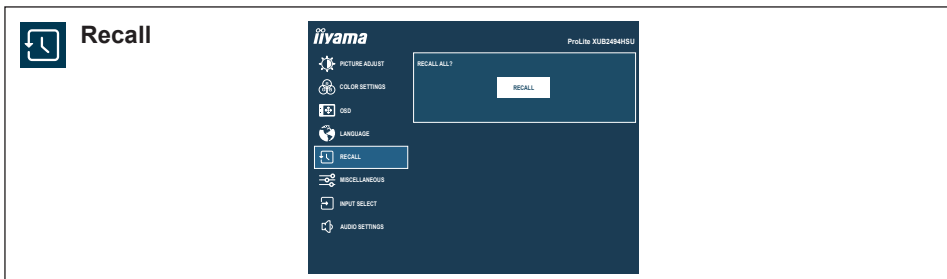 Recall
iiyama
ProLite XUB2494HSU
PICTURE ADJUST
RECALL ALL?
COLOR SETTINGS
RECALL
OSD
LANGUAGE
RECALL
MISCELLANEOUS
INPUT SELECT
AUDIO SETTINGS